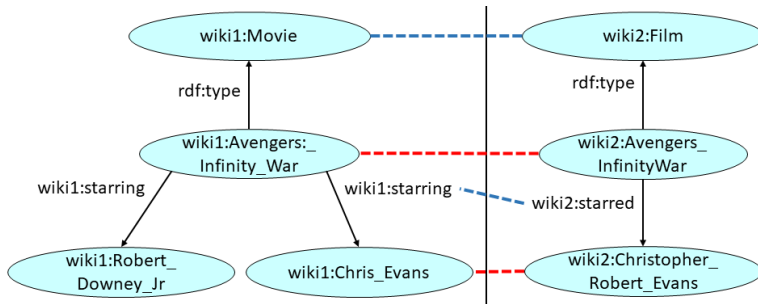 wiki1:Movie
wiki2:Film
rdf:type
rdf:type
wiki1:Avengers:_
Infinity_War
wiki2:Avengers_
InfinityWar
wiki1:starring
wiki1:starring
wiki2:starred
wiki1:Robert_
Downey_Jr
wiki1:Chris_Evans
wiki2:Christopher_
Robert_Evans